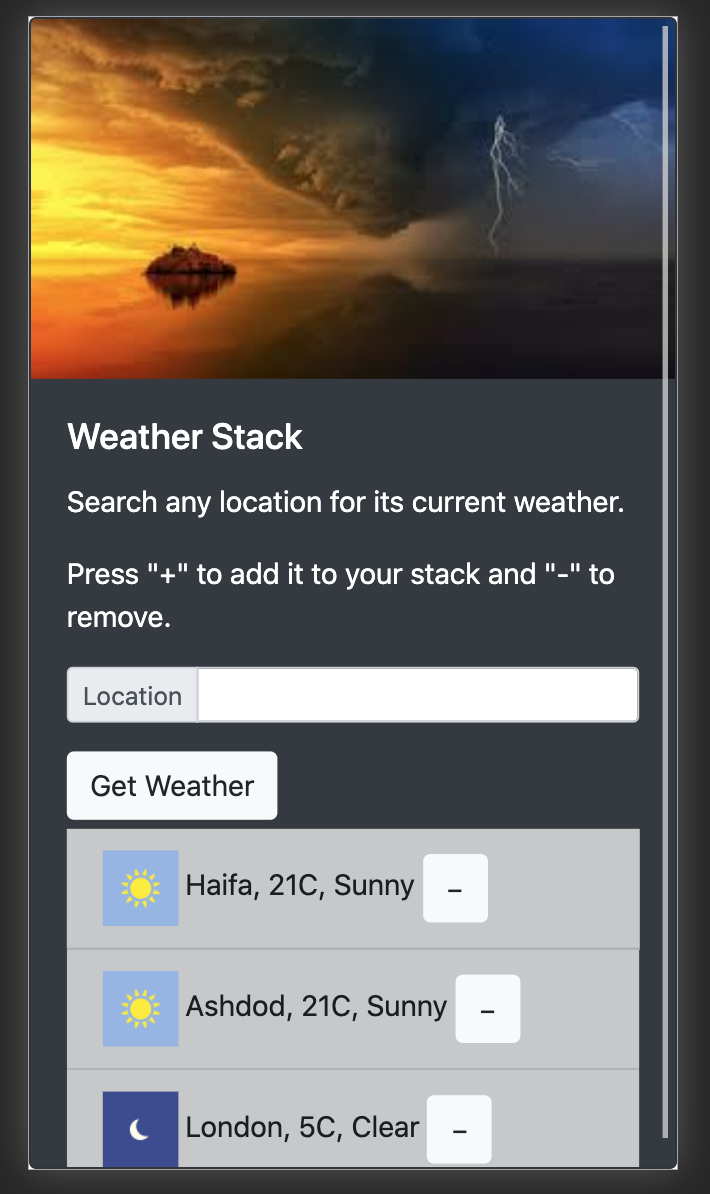 Weather Stack
Search any location for its current weather.
Press "+" to add it to your stack and "-" to
remove.
Location
Get Weather
Haifa, 21C, Sunny –
Ashdod, 21C, Sunny –
London, 5C, Clear –